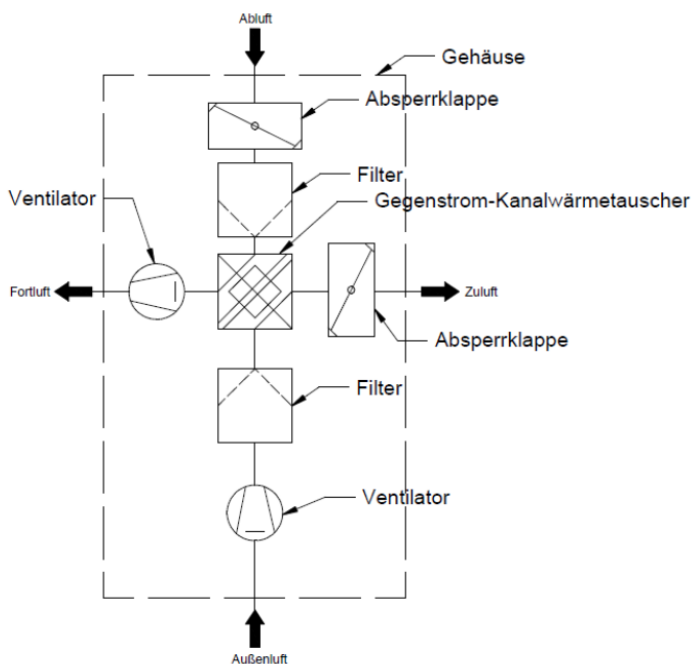 Abluft
Gehäuse
Absperrklappe
Filter
Ventilator
Gegenstrom-Kanalwärmetauscher
Fortluft
Zuluft
Absperrklappe
Filter
Ventilator
Außenluft